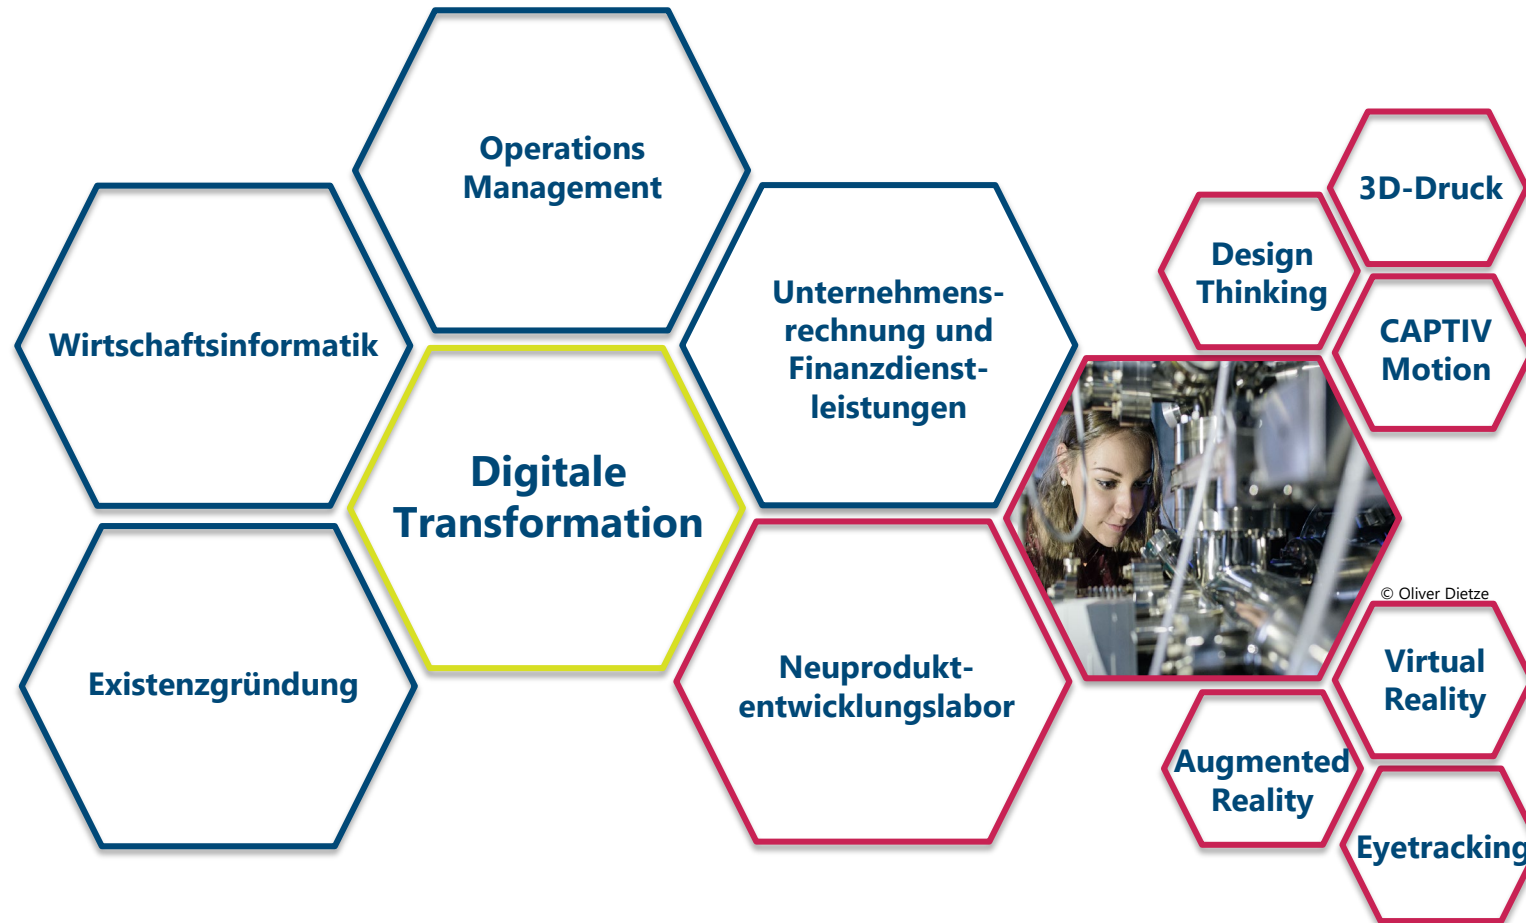 Operations
Management
Wirtschaftsinformatik
Unternehmens-
rechnung und
Finanzdienst-
leistungen
Digitale
Transformation
Existenzgründung
Neuprodukt-
entwicklungslabor
3D-Druck
Design
Thinking
CAPTIV
Motion
© Oliver Dietze
Virtual
Reality
Augmented
Reality
Eyetracking